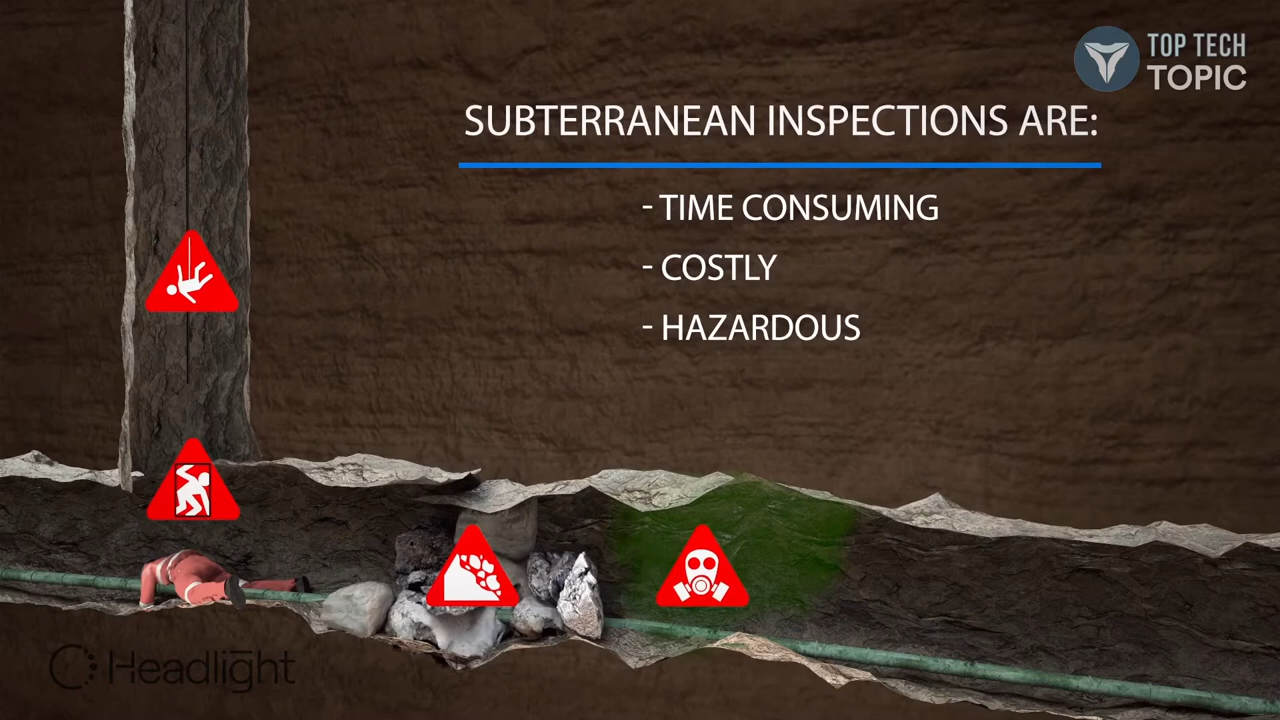 TOP TECH
TOPIC
SUBTERRANEAN INSPECTIONS ARE:
- TIME CONSUMING
- COSTLY
- HAZARDOUS
Headlight